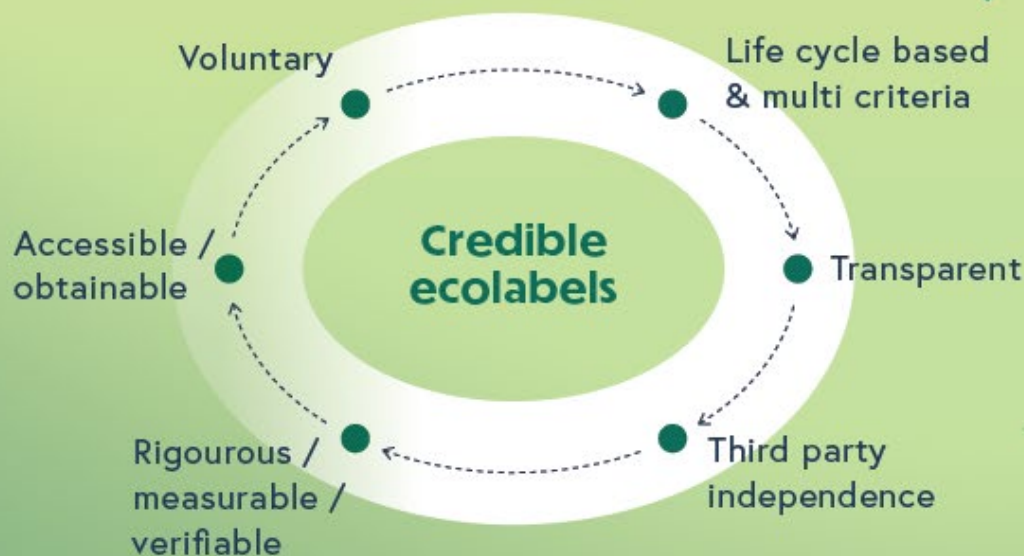 Voluntary
Life cycle based
& multi criteria
Transparent
Third party
independence
Rigourous /
measurable /
verifiable
Accessible /
obtainable
Credible
ecolabels